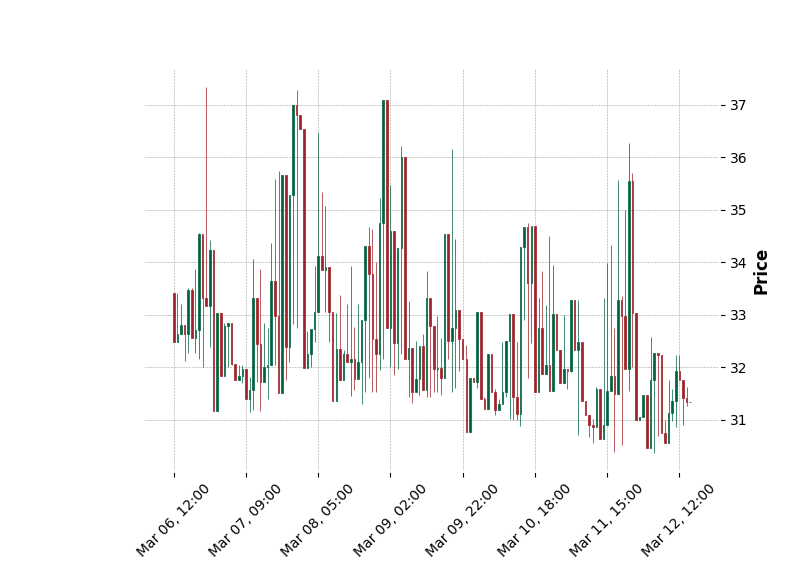 37
36
35
34
33
32
31
Price
Mar 06, 12:00
Mar 07, 09:00
Mar 08, 05:00
Mar 09, 02:00
Mar 09, 22:00
Mar 10, 18:00
Mar 11, 15:00
Mar 12, 12:00